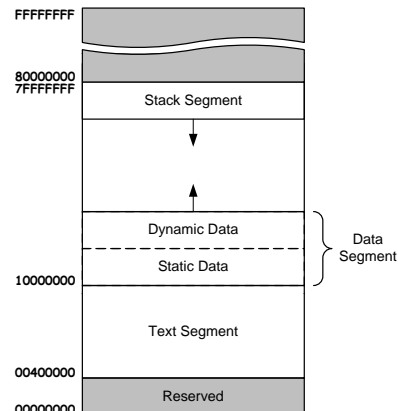 FFFFFFFF
80000000
7FFFFFFF
Stack Segment
Dynamic Data
Data
Segment
Static Data
10000000
Text Segment
00400000
Reserved
00000000